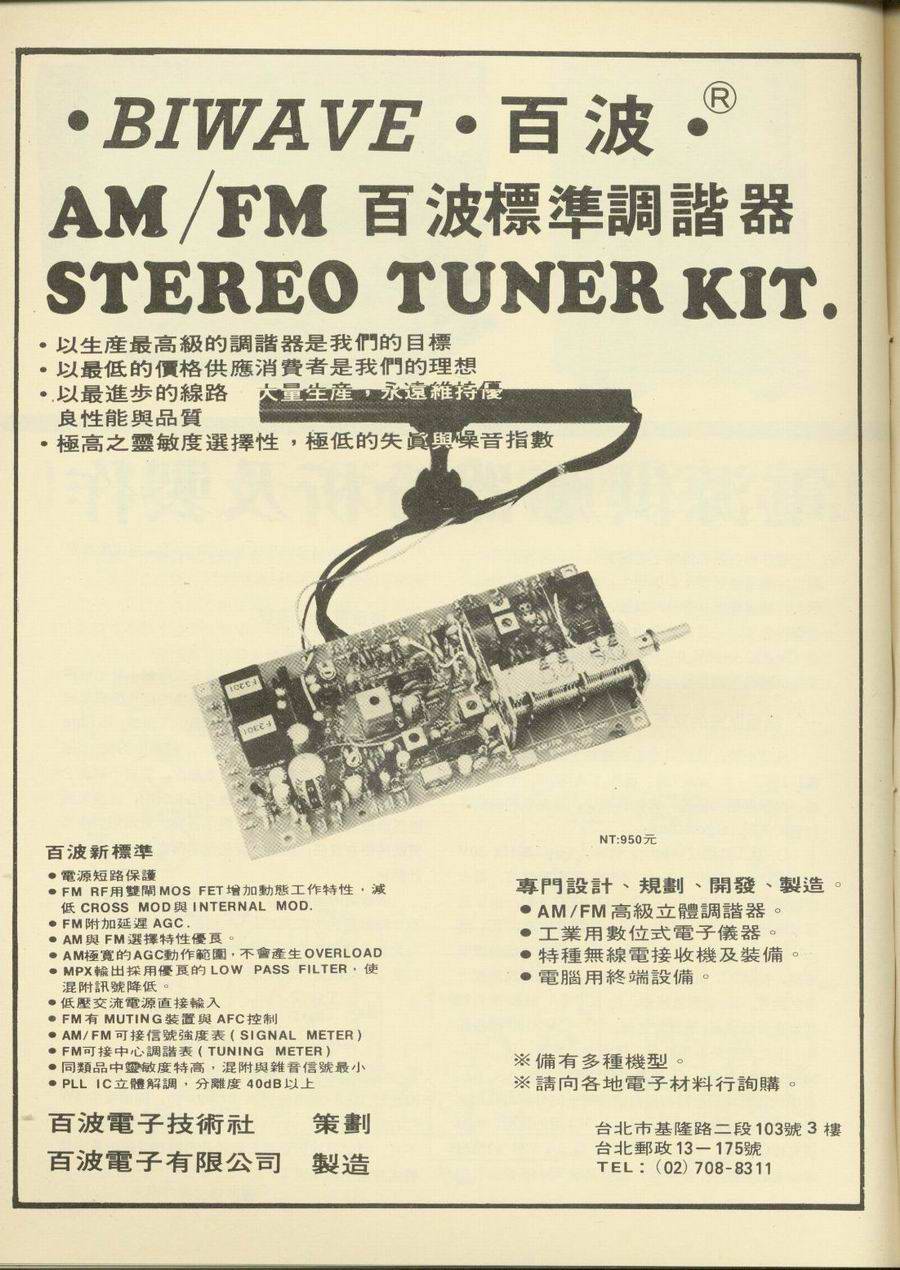 ·BIWAVE·百波·®
AM/FM 百波標準調諧器
STEREO TUNER KIT.
·以生產最高級的調諧器是我們的目標
·以最低的價格供應消費者是我們的理想
·以最進步的線路 大量生產，永遠維持優
良性能與品質
·極高之靈敏度選擇性，極低的失眞與噪音指數
F2301
F2301
NT:950元
百波新標準
●電源短路保護
●FM RF用雙閘MOS FET增加動態工作特性，減
低 CROSS MOD與INTERNAL MOD.
●FM附加延遲 AGC.
●AM與 FM選擇特性優良。
●AM極寬的AGC動作範圍，不會產生OVERLOAD
●MPX輸出採用優良的 LOW PASS FILTER，使
混附訊號降低。
●低壓交流電源直接輸入
●FM有 MUTING裝置與 AFC控制
●AM/FM可接信號強度表 (SIGNAL METER)
●FM可接中心調諧表 (TUNING METER)
●同類品中靈敏度特高，混附與雜音信號最小
●PLL IC立體解調，分離度 40dB以上
百波電子技術社 策劃
百波電子有限公司 製造
專門設計、規劃、開發、製造。
●AM/FM高級立體調諧器。
●工業用數位式電子儀器。
●特種無線電接收機及裝備。
●電腦用終端設備。
※備有多種機型。
※請向各地電子材料行詢購。
台北市基隆路二段103號3樓
台北郵政13－175號
TEL：(02) 708-8311